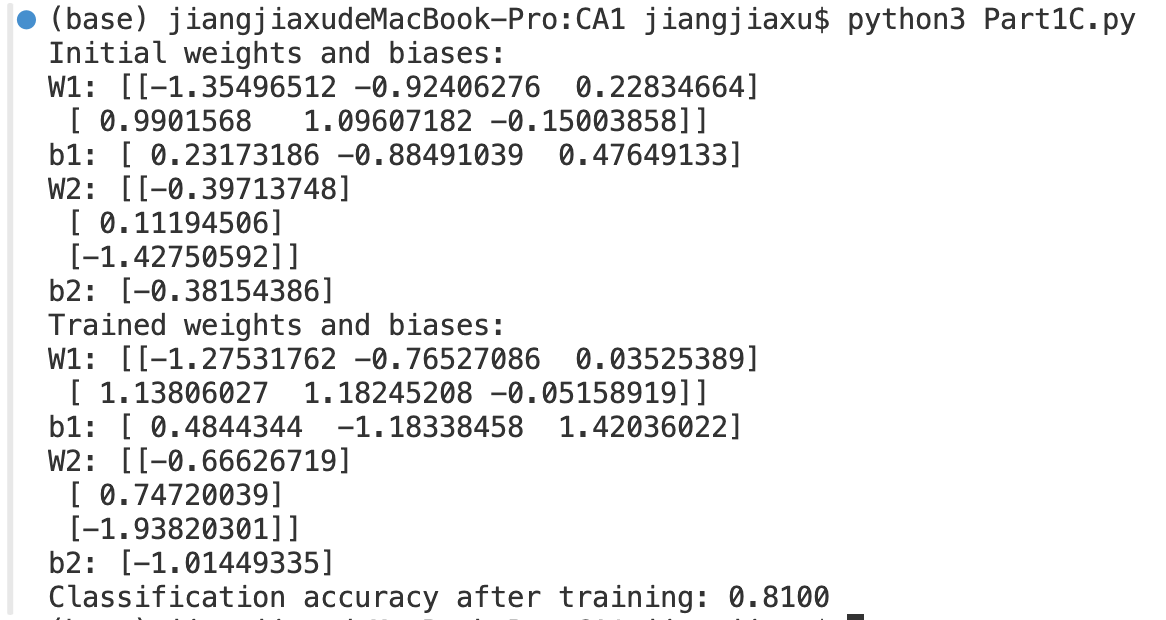 (base) jiangjiaxudeMacBook-Pro:CA1 jiangjiaxu$ python3 Part1C.py
Initial weights and biases:
W1: [[-1.35496512 -0.92406276  0.22834664]
 [ 0.9901568   1.09607182 -0.15003858]]
b1: [ 0.23173186 -0.88491039  0.47649133]
W2: [[-0.39713748]
 [ 0.11194506]
 [-1.42750592]]
b2: [-0.38154386]
Trained weights and biases:
W1: [[-1.27531762 -0.76527086  0.03525389]
 [ 1.13806027  1.18245208 -0.05158919]]
b1: [ 0.4844344  -1.18338458  1.42036022]
W2: [[-0.66626719]
 [ 0.74720039]
 [-1.93820301]]
b2: [-1.01449335]
Classification accuracy after training: 0.8100